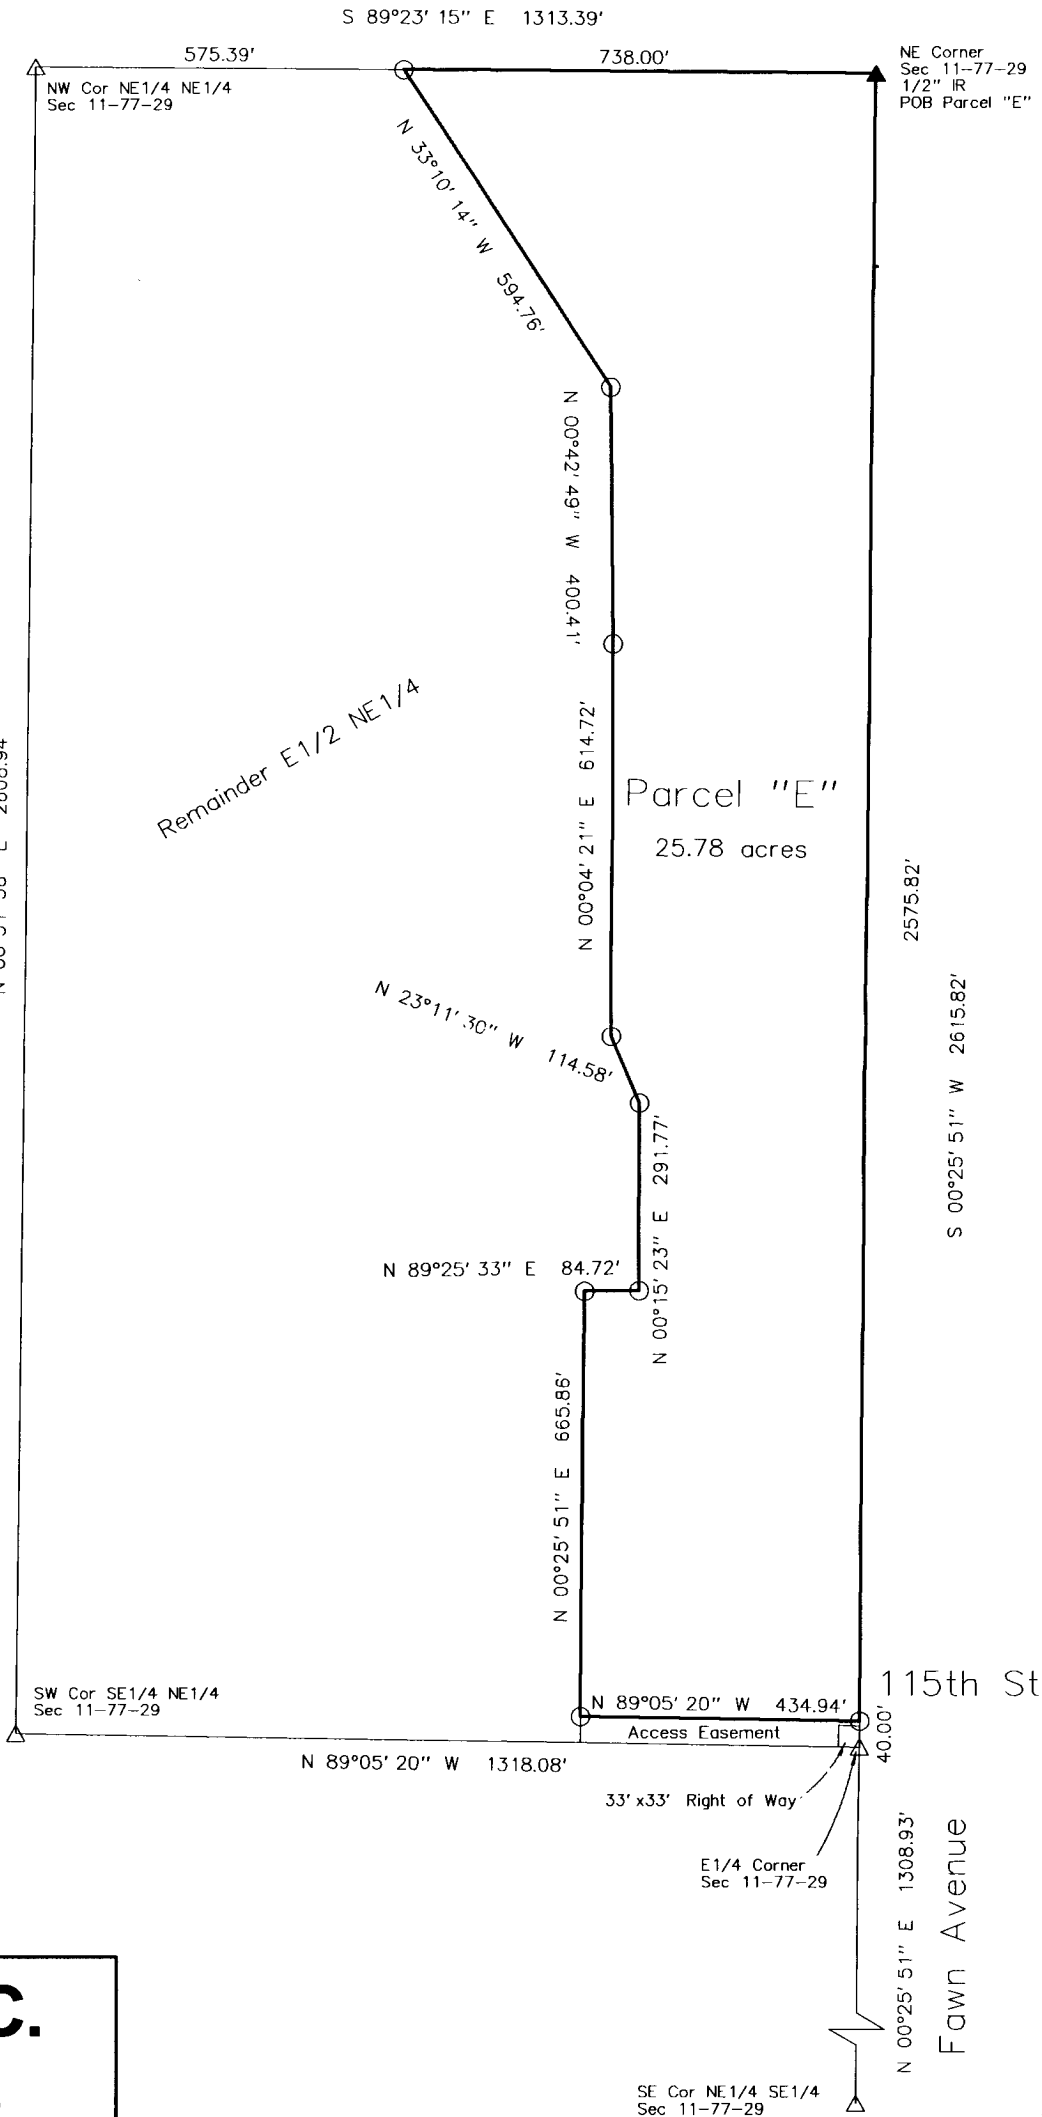 S 89°23' 15" E 1313.39'
575.39'
738.00'
NE Corner
Sec 11-77-29
1/2" IR
POB Parcel "E"
NW Cor NE1/4 NE1/4
Sec 11-77-29
N 33°10' 14" W 594.76'
N 00°42' 49" W 400.41'
Remainder E1/2 NE1/4
N 00°04' 21" E 614.72'
Parcel "E"
25.78 acres
2575.82'
S 00°25' 51" W 2615.82'
N 23°11' 30" W 114.58'
N 00°15' 23" E 291.77'
N 89°25' 33" E 84.72'
N 00°25' 51" E 665.86'
SW Cor SE1/4 NE1/4
Sec 11-77-29
N 89°05' 20" W 434.94'
115th St
Access Easement
40.00'
N 89°05' 20" W 1318.08'
33'x33' Right of Way
E1/4 Corner
Sec 11-77-29
N 00°25' 51" E 1308.93'
Fawn Avenue
C.
SE Cor NE1/4 SE1/4
Sec 11-77-29